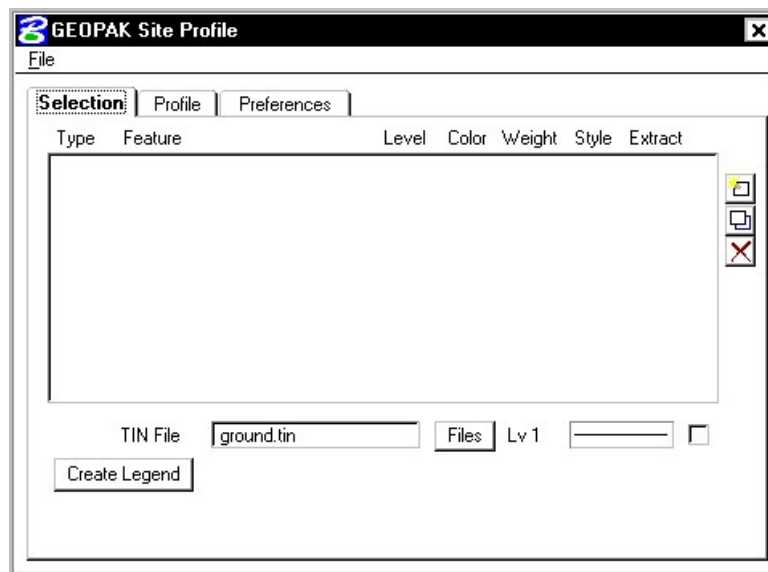 GEOPAK Site Profile
File
Selection Profile Preferences
Type Feature Level Color Weight Style Extract
TIN File ground.tin Files Lv 1
Create Legend